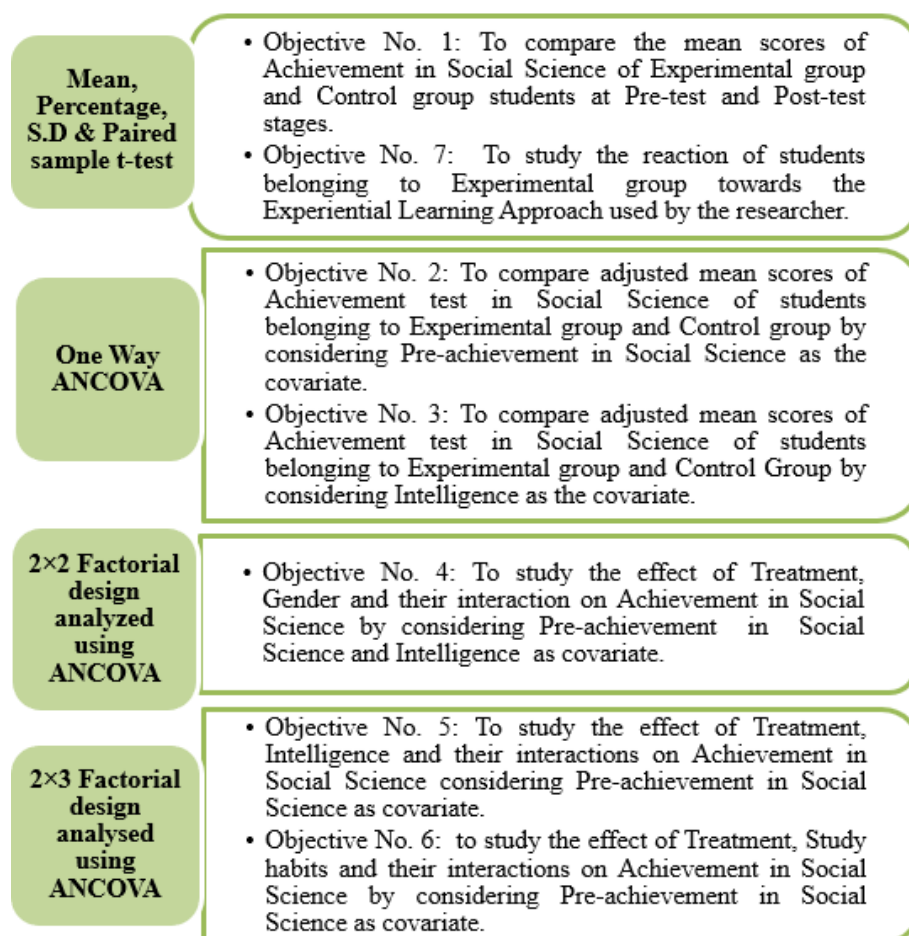 Mean,
Percentage,
S.D & Paired
sample t-test
• Objective No. 1: To compare the mean scores of
Achievement in Social Science of Experimental group
and Control group students at Pre-test and Post-test
stages.
• Objective No. 7: To study the reaction of students
belonging to Experimental group towards the
Experiential Learning Approach used by the researcher.
One Way
ANCOVA
• Objective No. 2: To compare adjusted mean scores of
Achievement test in Social Science of students
belonging to Experimental group and Control group by
considering Pre-achievement in Social Science as the
covariate.
• Objective No. 3: To compare adjusted mean scores of
Achievement test in Social Science of students
belonging to Experimental group and Control Group by
considering Intelligence as the covariate.
2×2 Factorial
design
analyzed
using
ANCOVA
• Objective No. 4: To study the effect of Treatment,
Gender and their interaction on Achievement in Social
Science by considering Pre-achievement in Social
Science and Intelligence as covariate.
2×3 Factorial
design
analysed
using
ANCOVA
• Objective No. 5: To study the effect of Treatment,
Intelligence and their interactions on Achievement in
Social Science considering Pre-achievement in Social
Science as covariate.
• Objective No. 6: to study the effect of Treatment, Study
habits and their interactions on Achievement in Social
Science by considering Pre-achievement in Social
Science as covariate.